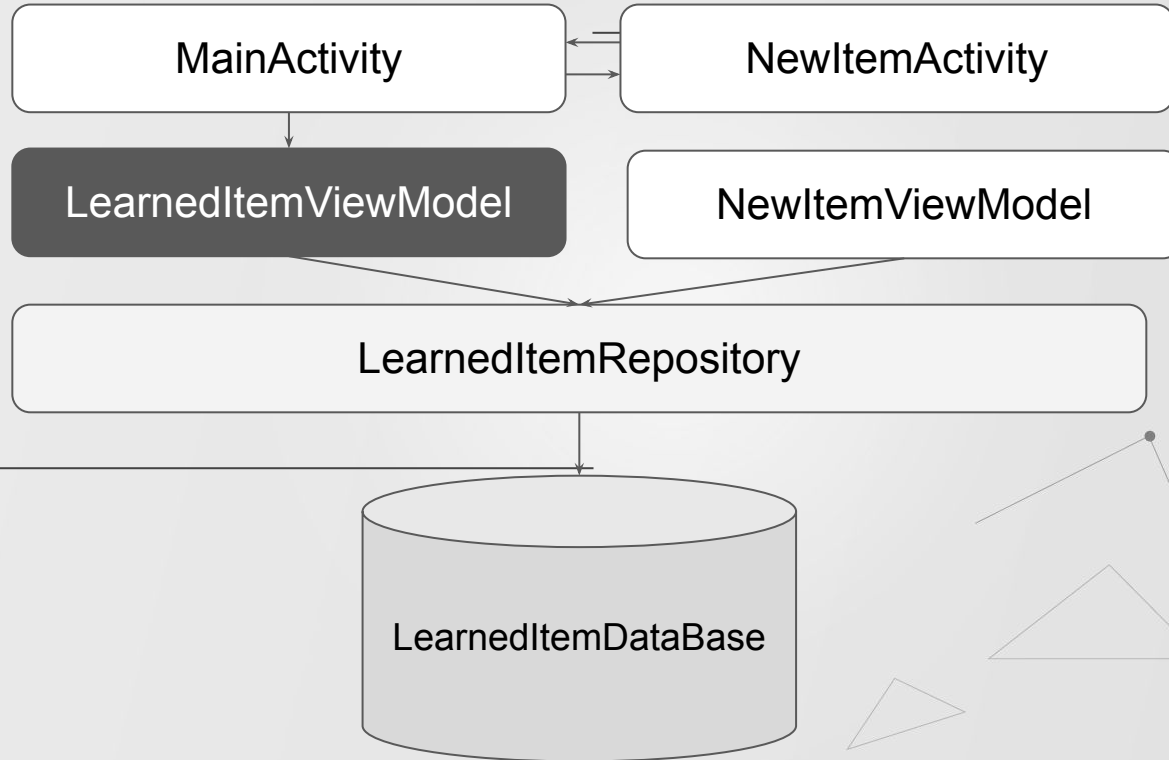 MainActivity
NewItemActivity
LearnedItemViewModel
NewItemViewModel
LearnedItemRepository
LearnedItemDataBase